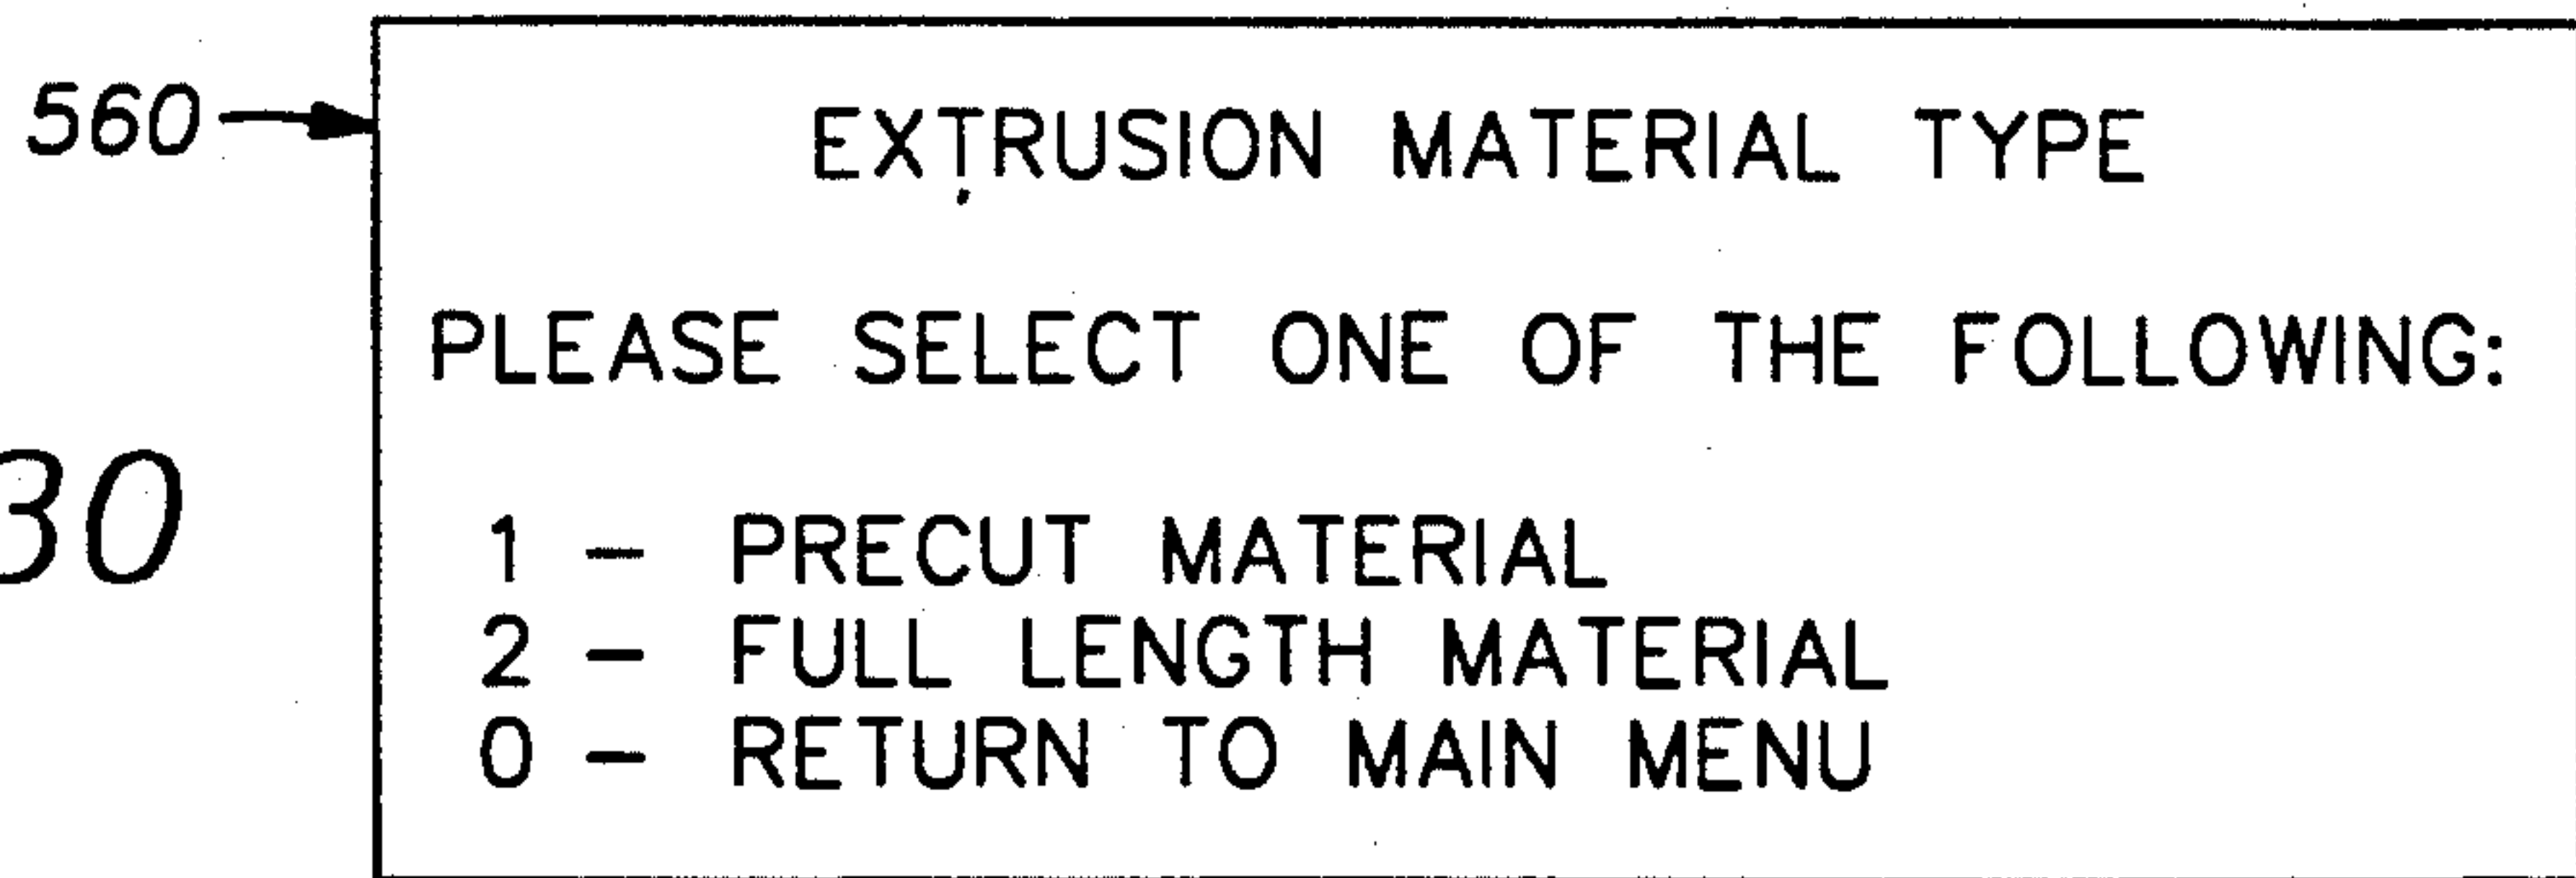 560
EXTRUSION MATERIAL TYPE
PLEASE SELECT ONE OF THE FOLLOWING:
30
1 – PRECUT MATERIAL
2 – FULL LENGTH MATERIAL
0 – RETURN TO MAIN MENU